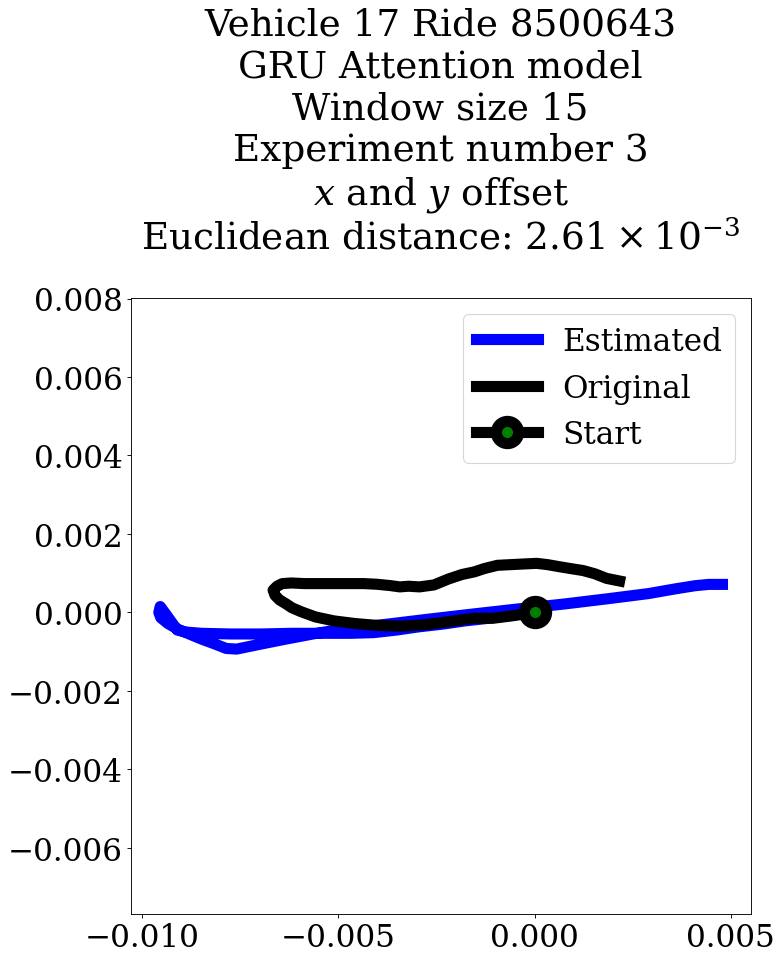 Vehicle 17 Ride 8500643
GRU Attention model
Window size 15
Experiment number 3
x and y offset
Euclidean distance: 2.61 × 10⁻³
0.008
0.006
0.004
0.002
0.000
−0.002
−0.004
−0.006
Estimated
Original
Start
−0.010 −0.005 0.000 0.005